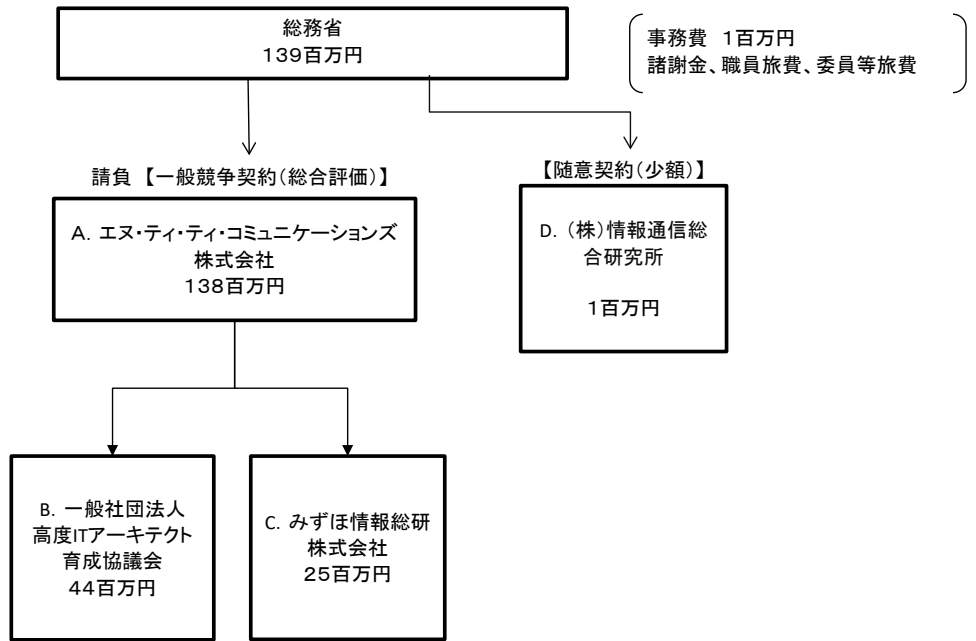 総務省
139百万円
事務費 1百万円
諸謝金、職員旅費、委員等旅費
請負 【一般競争契約(総合評価)】
【随意契約(少額)】
A. エヌ・ティ・ティ・コミュニケーションズ
株式会社
138百万円
D. (株)情報通信総
合研究所
1百万円
B. 一般社団法人
高度ITアーキテクト
育成協議会
44百万円
C. みずほ情報総研
株式会社
25百万円